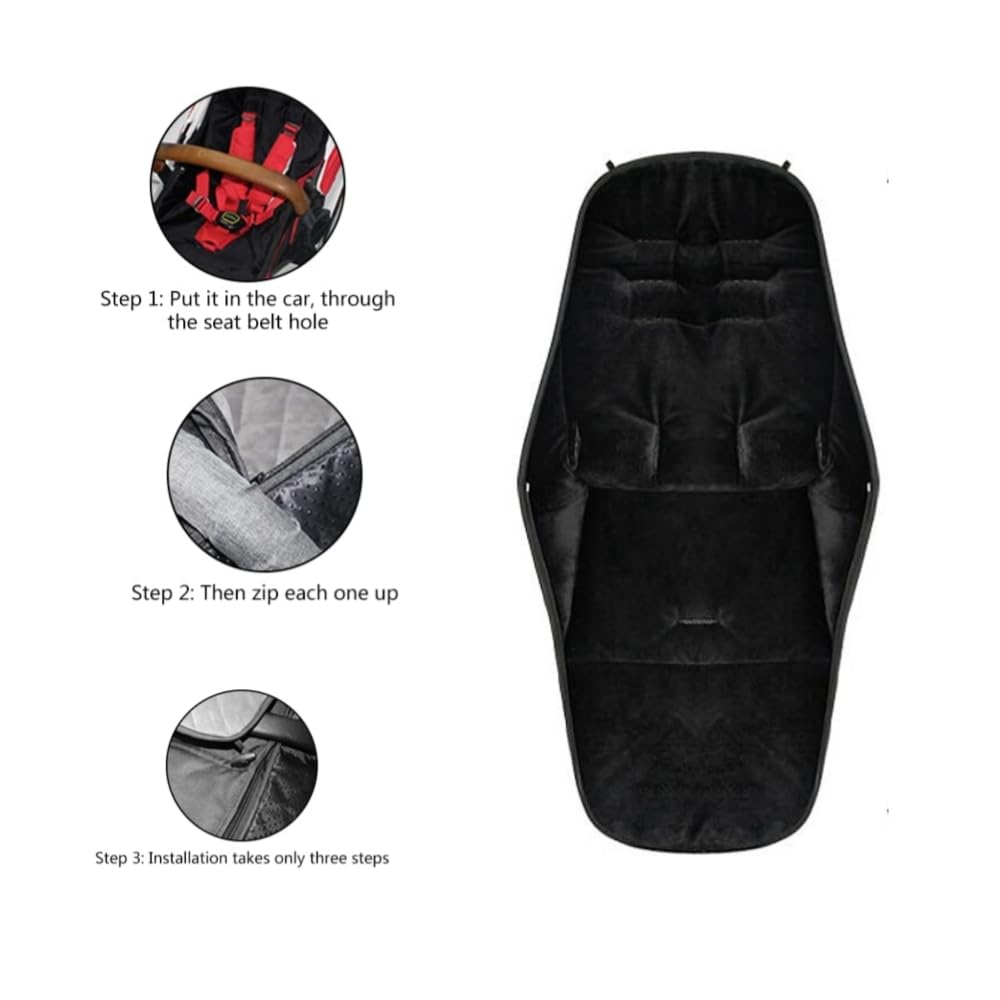 Step 1: Put it in the car, through
the seat belt hole
Step 2: Then zip each one up
Step 3: Installation takes only three steps